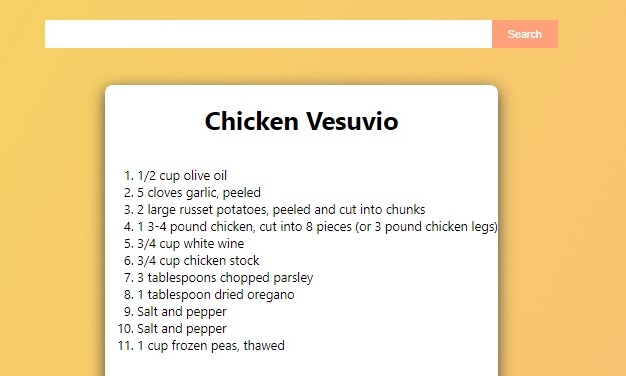 Search
Chicken Vesuvio
1. 1/2 cup olive oil
2. 5 cloves garlic, peeled
3. 2 large russet potatoes, peeled and cut into chunks
4. 1 3-4 pound chicken, cut into 8 pieces (or 3 pound chicken legs)
5. 3/4 cup white wine
6. 3/4 cup chicken stock
7. 3 tablespoons chopped parsley
8. 1 tablespoon dried oregano
9. Salt and pepper
10. Salt and pepper
11. 1 cup frozen peas, thawed